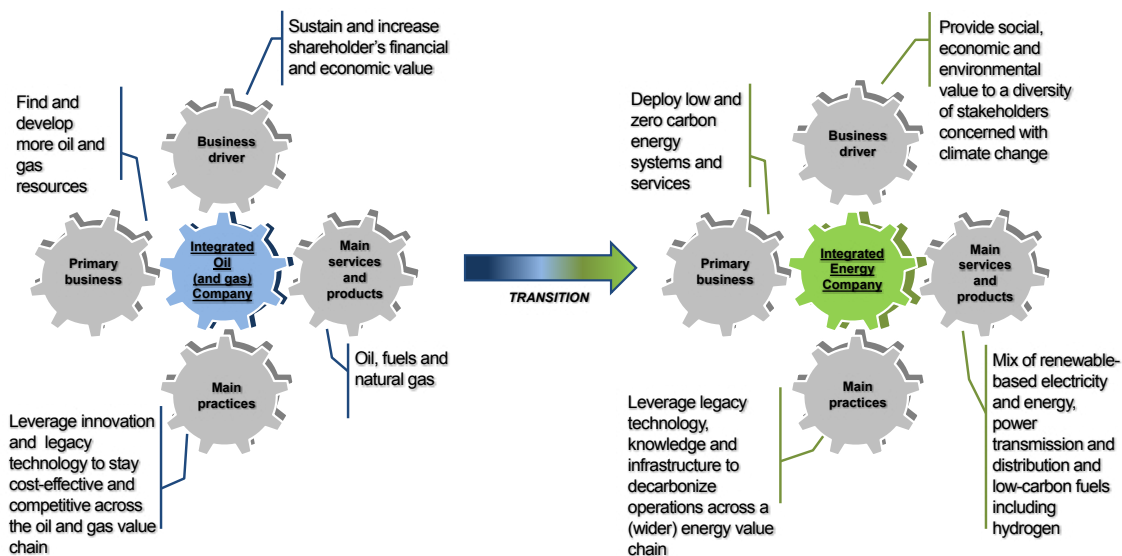 Sustain and increase
shareholder's financial
and economic value
Find and
develop
more oil and
gas
resources
Business
driver
Primary
business
Integrated
Oil
(and gas)
Company
Main
services and
products
Oil, fuels and
natural gas
Main
practices
Leverage innovation
and legacy
technology to stay
cost-effective and
competitive across
the oil and gas value
chain
TRANSITION
Provide social,
economic and
environmental
value to a diversity
of stakeholders
concerned with
climate change
Deploy low and
zero carbon
energy
systems and
services
Business
driver
Primary
business
Integrated
Energy
Company
Main
services and
products
Main
practices
Leverage legacy
technology,
knowledge and
infrastructure to
decarbonize
operations across a
(wider) energy value
chain
Mix of renewable-
based electricity
and energy,
power
transmission and
distribution and
low-carbon fuels
including
hydrogen